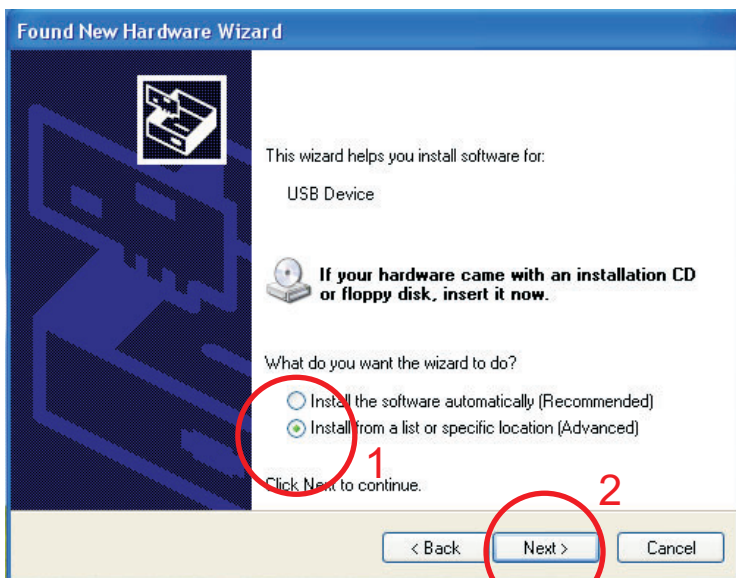 Found New Hardware Wizard
This wizard helps you install software for:
USB Device
If your hardware came with an installation CD
or floppy disk, insert it now.
What do you want the wizard to do?
Install the software automatically (Recommended)
Install from a list or specific location (Advanced)
1
Click Next to continue.
2
< Back Next > Cancel